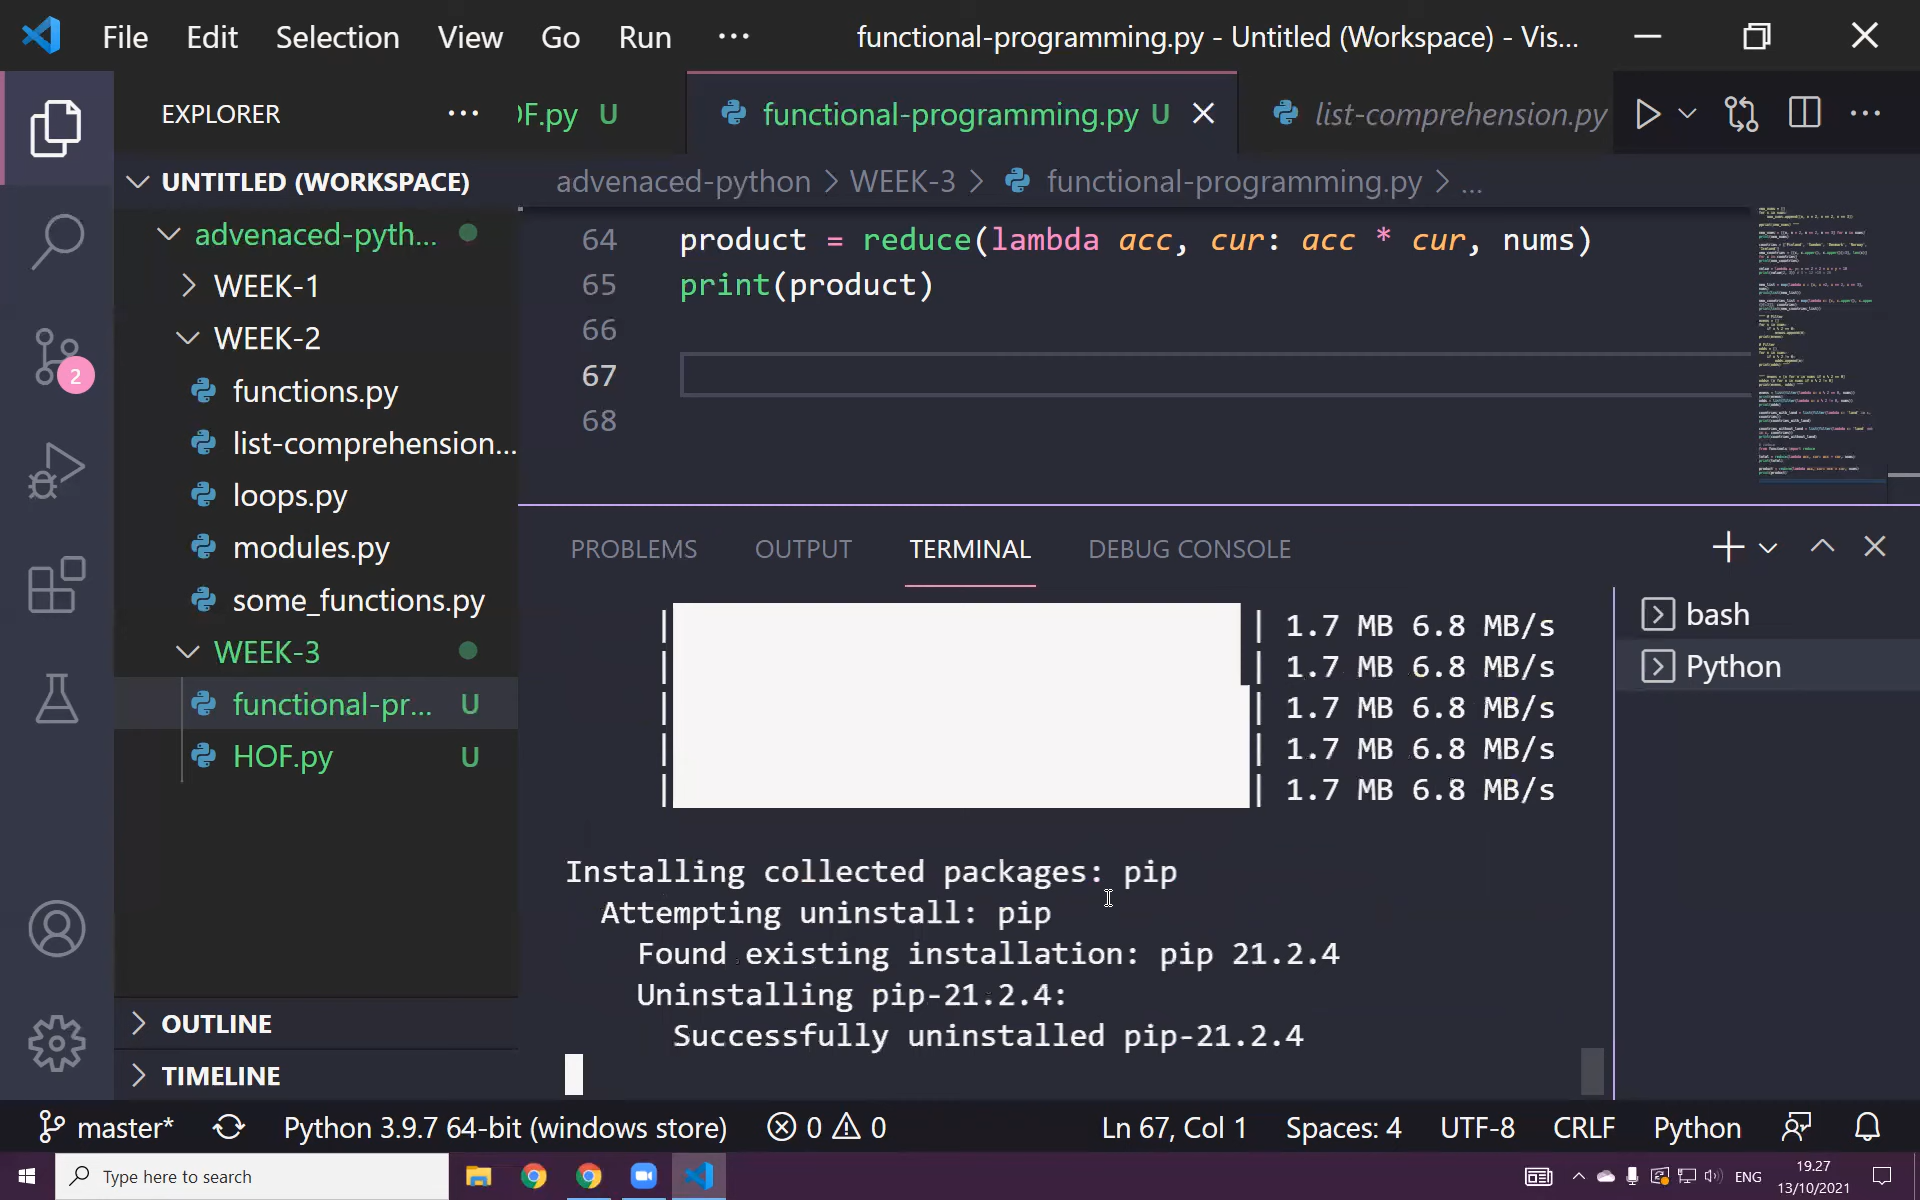 File Edit Selection View Go Run ··· functional-programming.py - Untitled (Workspace) - Vis...
EXPLORER ···
OF.py U functional-programming.py U list-comprehension.py ···
UNTITLED (WORKSPACE)
advenaced-python > WEEK-3 > functional-programming.py > ...
advenaced-pyth...
WEEK-1
WEEK-2
functions.py
list-comprehension...
loops.py
modules.py
some_functions.py
WEEK-3
functional-pr... U
HOF.py U
OUTLINE
TIMELINE
2
64 product = reduce(lambda acc, cur: acc * cur, nums)
65 print(product)
66
67
68
PROBLEMS OUTPUT TERMINAL DEBUG CONSOLE
| | 1.7 MB 6.8 MB/s
| | 1.7 MB 6.8 MB/s
| | 1.7 MB 6.8 MB/s
| | 1.7 MB 6.8 MB/s
| | 1.7 MB 6.8 MB/s
Installing collected packages: pip
Attempting uninstall: pip
Found existing installation: pip 21.2.4
Uninstalling pip-21.2.4:
Successfully uninstalled pip-21.2.4
bash
Python
master* Python 3.9.7 64-bit (windows store) 0 0 Ln 67, Col 1 Spaces: 4 UTF-8 CRLF Python
Type here to search ENG 19.27
13/10/2021